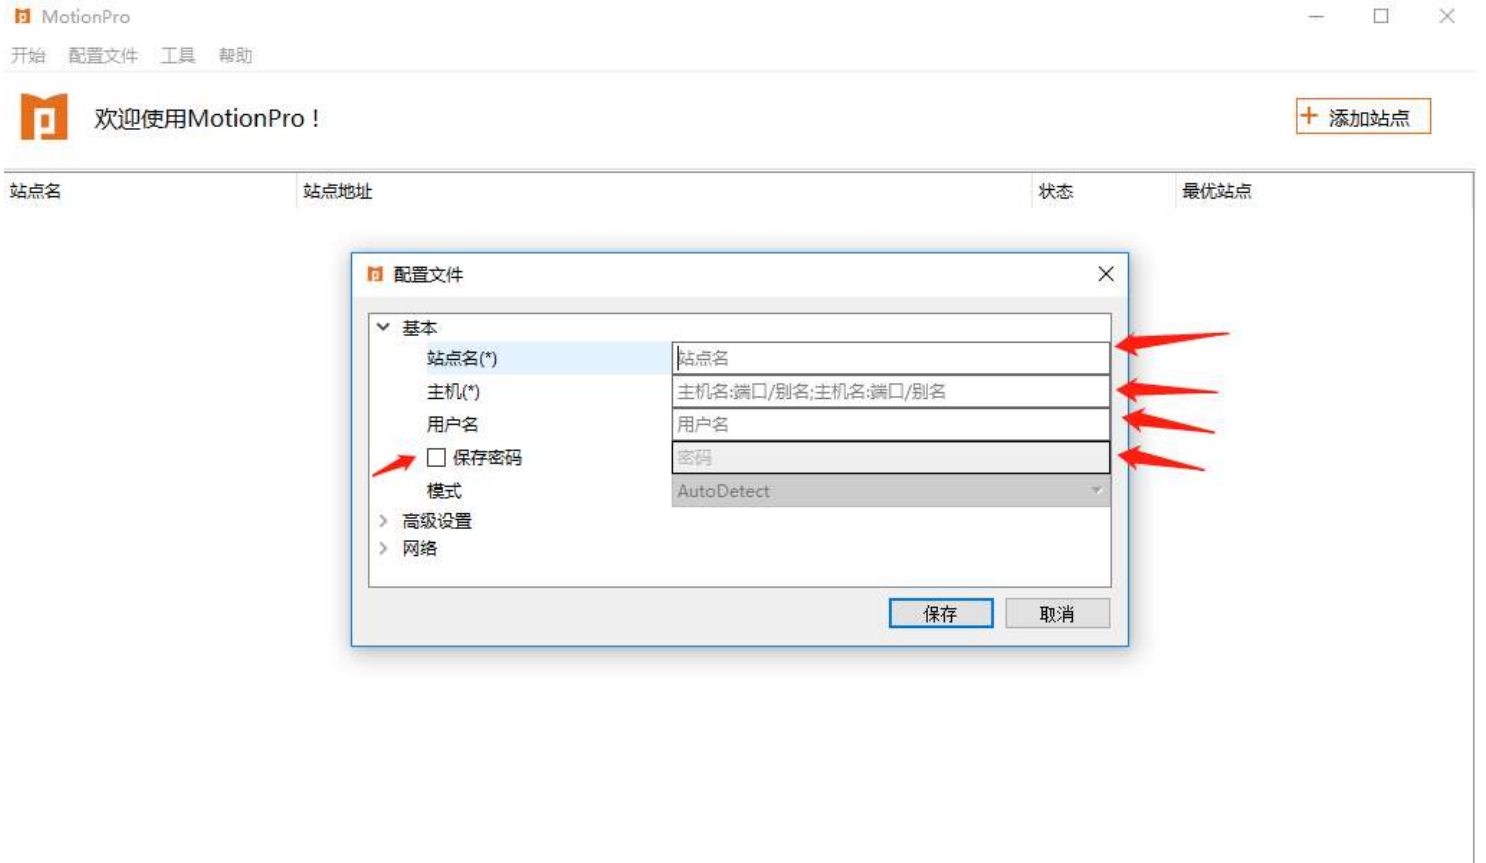 MotionPro
开始 配置文件 工具 帮助
欢迎使用MotionPro！
+ 添加站点
站点名 站点地址 状态 最优站点
配置文件
基本
站点名(*) 站点名
主机(*) 主机名:端口/别名;主机名:端口/别名
用户名 用户名
保存密码 密码
模式 AutoDetect
高级设置
网络
保存 取消